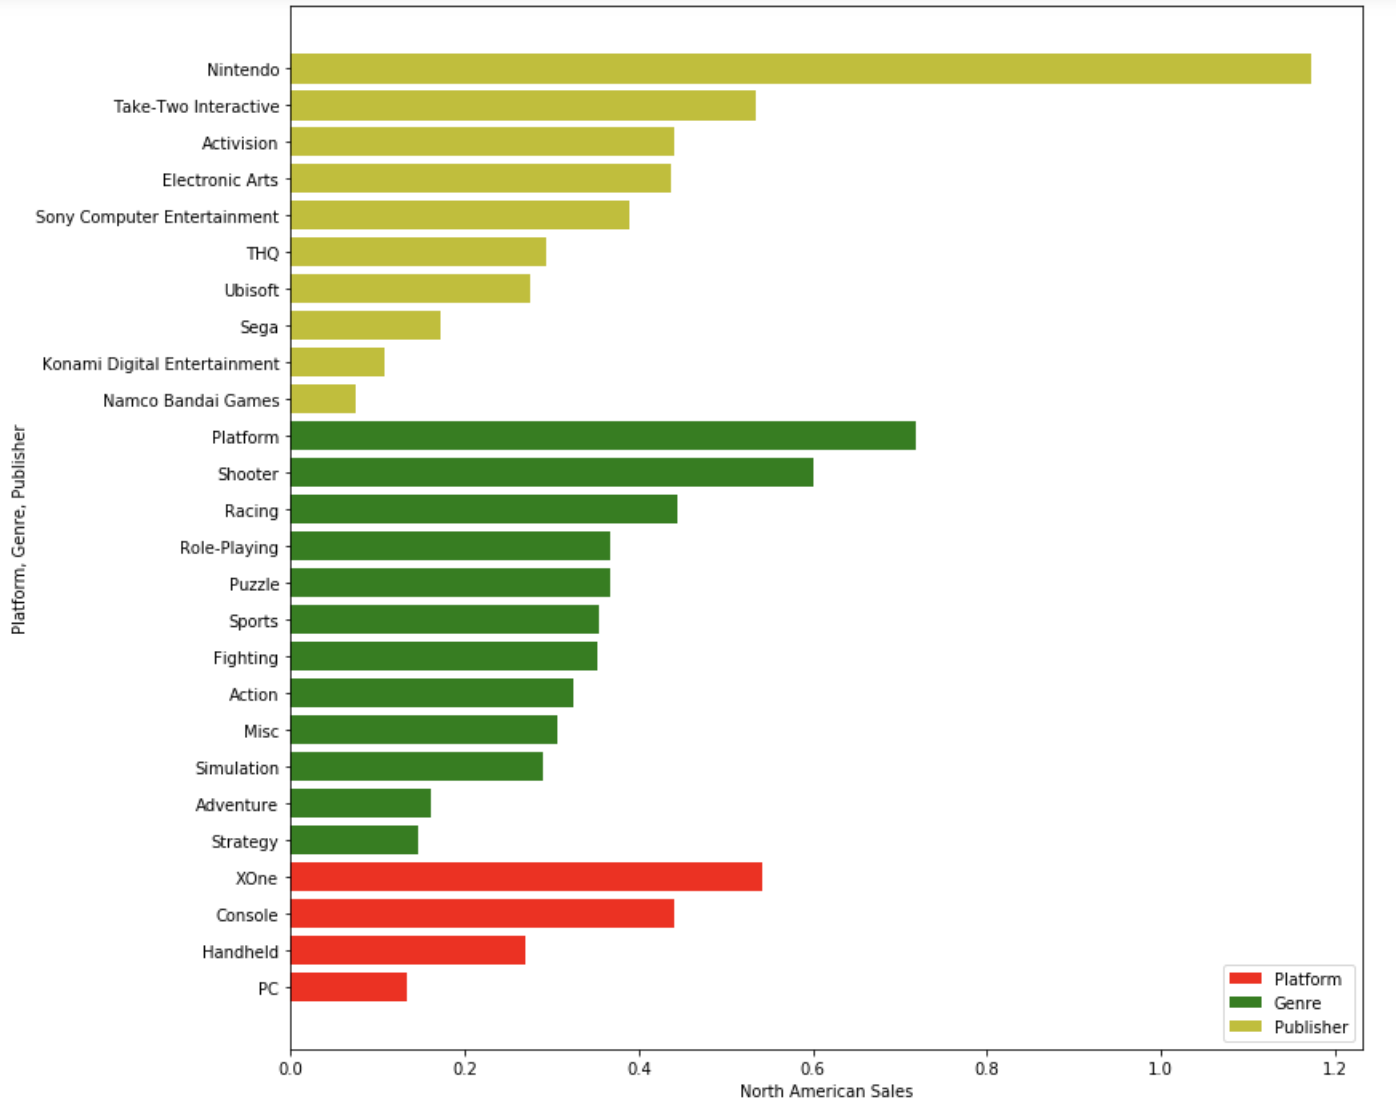 Nintendo
Take-Two Interactive
Activision
Electronic Arts
Sony Computer Entertainment
THQ
Ubisoft
Sega
Konami Digital Entertainment
Namco Bandai Games
Platform
Shooter
Racing
Role-Playing
Puzzle
Sports
Fighting
Action
Misc
Simulation
Adventure
Strategy
XOne
Console
Handheld
PC
Platform, Genre, Publisher
Platform
Genre
Publisher
0.0 0.2 0.4 0.6 0.8 1.0 1.2
North American Sales